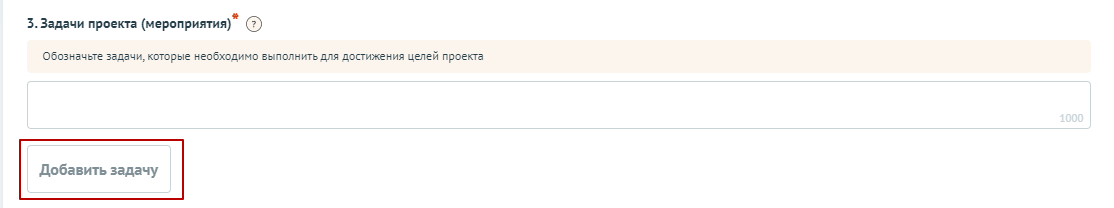 3. Задачи проекта (мероприятия)* ?
Обозначьте задачи, которые необходимо выполнить для достижения целей проекта
1000
Добавить задачу